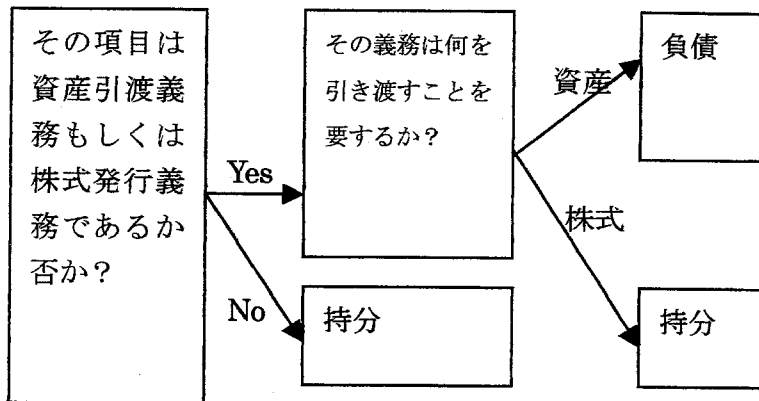 その項目は
資産引渡義
務もしくは
株式発行義
務であるか
否か？
Yes
No
その義務は何を
引き渡すことを
要するか？
持分
資産
株式
負債
持分